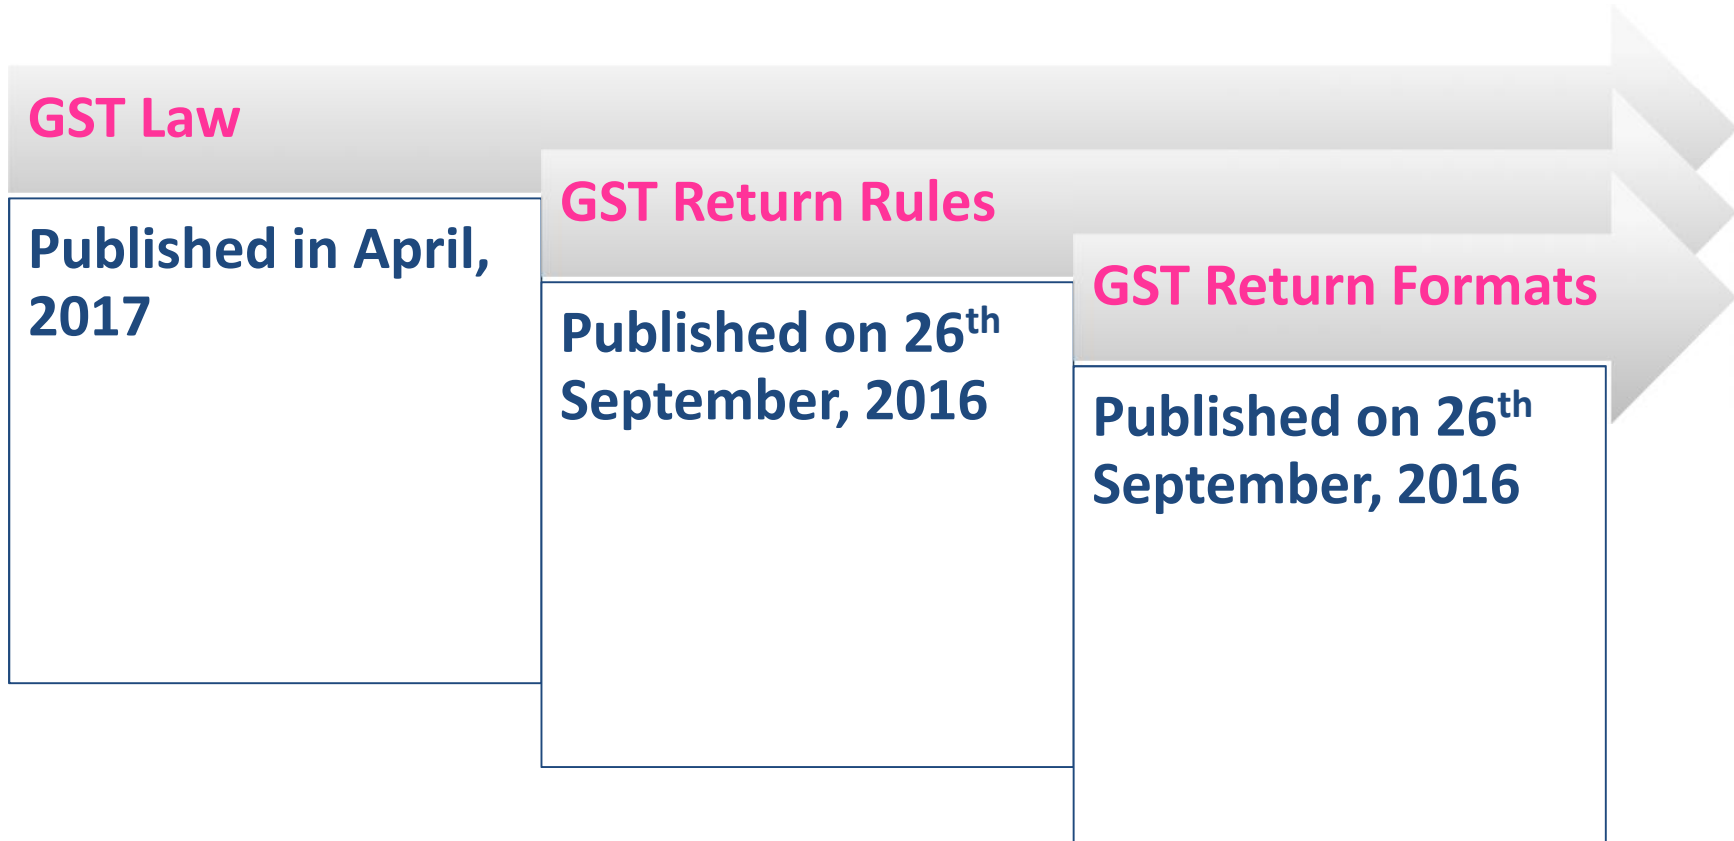 GST Law
Published in April,
2017
GST Return Rules
Published on 26th
September, 2016
GST Return Formats
Published on 26th
September, 2016